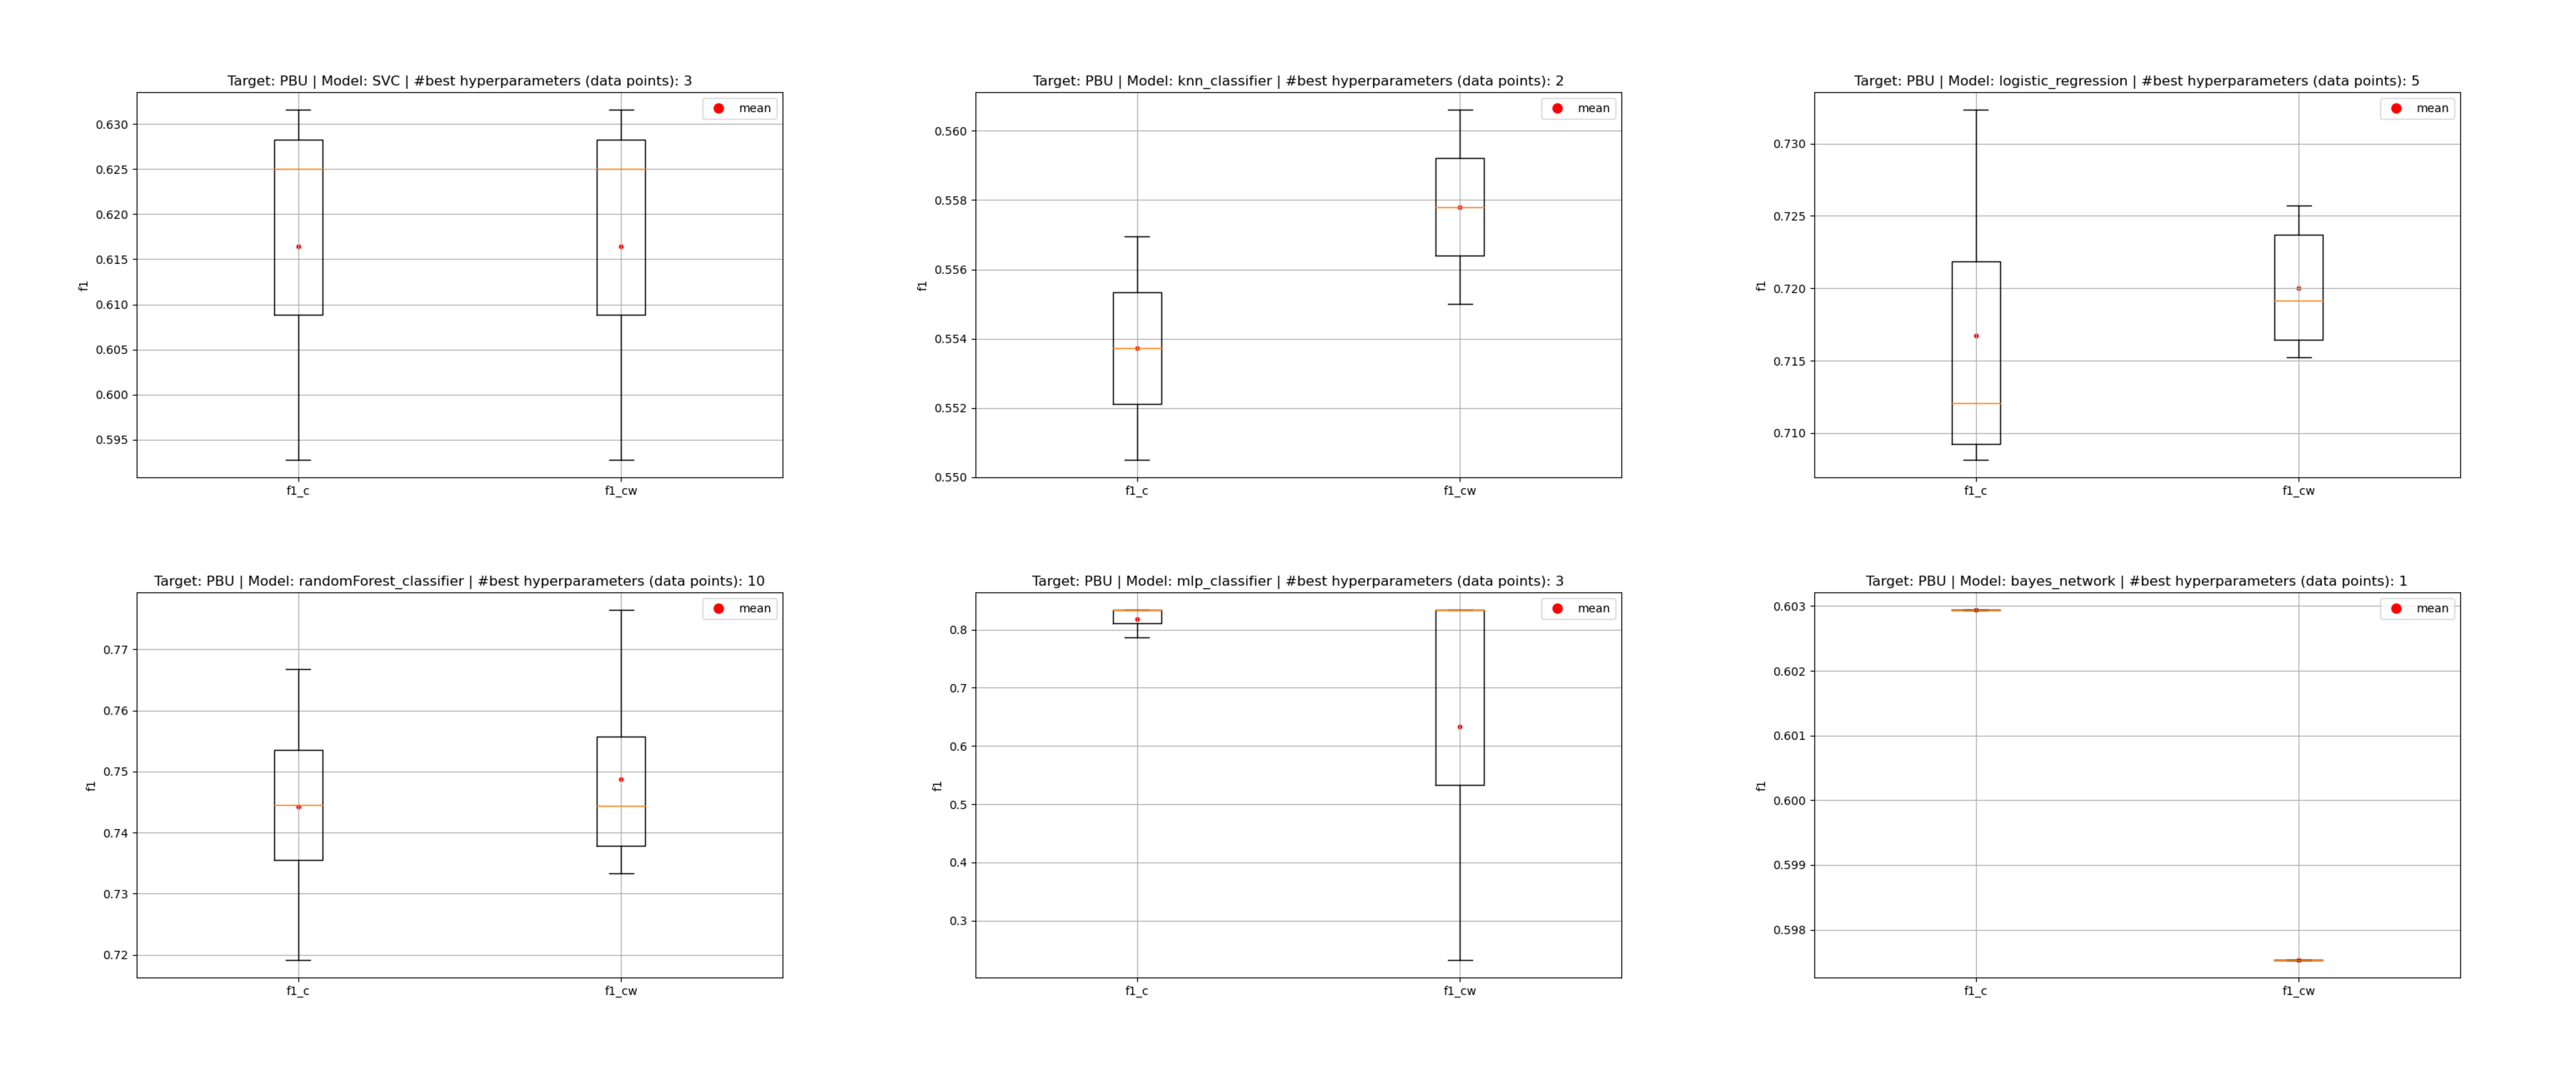 Target: PBU | Model: SVC | #best hyperparameters (data points): 3
mean
0.630
0.625
0.620
0.615
0.610
0.605
0.600
0.595
f1
f1_c
f1_cw
Target: PBU | Model: knn_classifier | #best hyperparameters (data points): 2
mean
0.560
0.558
0.556
0.554
0.552
0.550
f1
f1_c
f1_cw
Target: PBU | Model: logistic_regression | #best hyperparameters (data points): 5
mean
0.730
0.725
0.720
0.715
0.710
f1
f1_c
f1_cw
Target: PBU | Model: randomForest_classifier | #best hyperparameters (data points): 10
mean
0.77
0.76
0.75
0.74
0.73
0.72
f1
f1_c
f1_cw
Target: PBU | Model: mlp_classifier | #best hyperparameters (data points): 3
mean
0.8
0.7
0.6
0.5
0.4
0.3
f1
f1_c
f1_cw
Target: PBU | Model: bayes_network | #best hyperparameters (data points): 1
mean
0.603
0.602
0.601
0.600
0.599
0.598
f1
f1_c
f1_cw